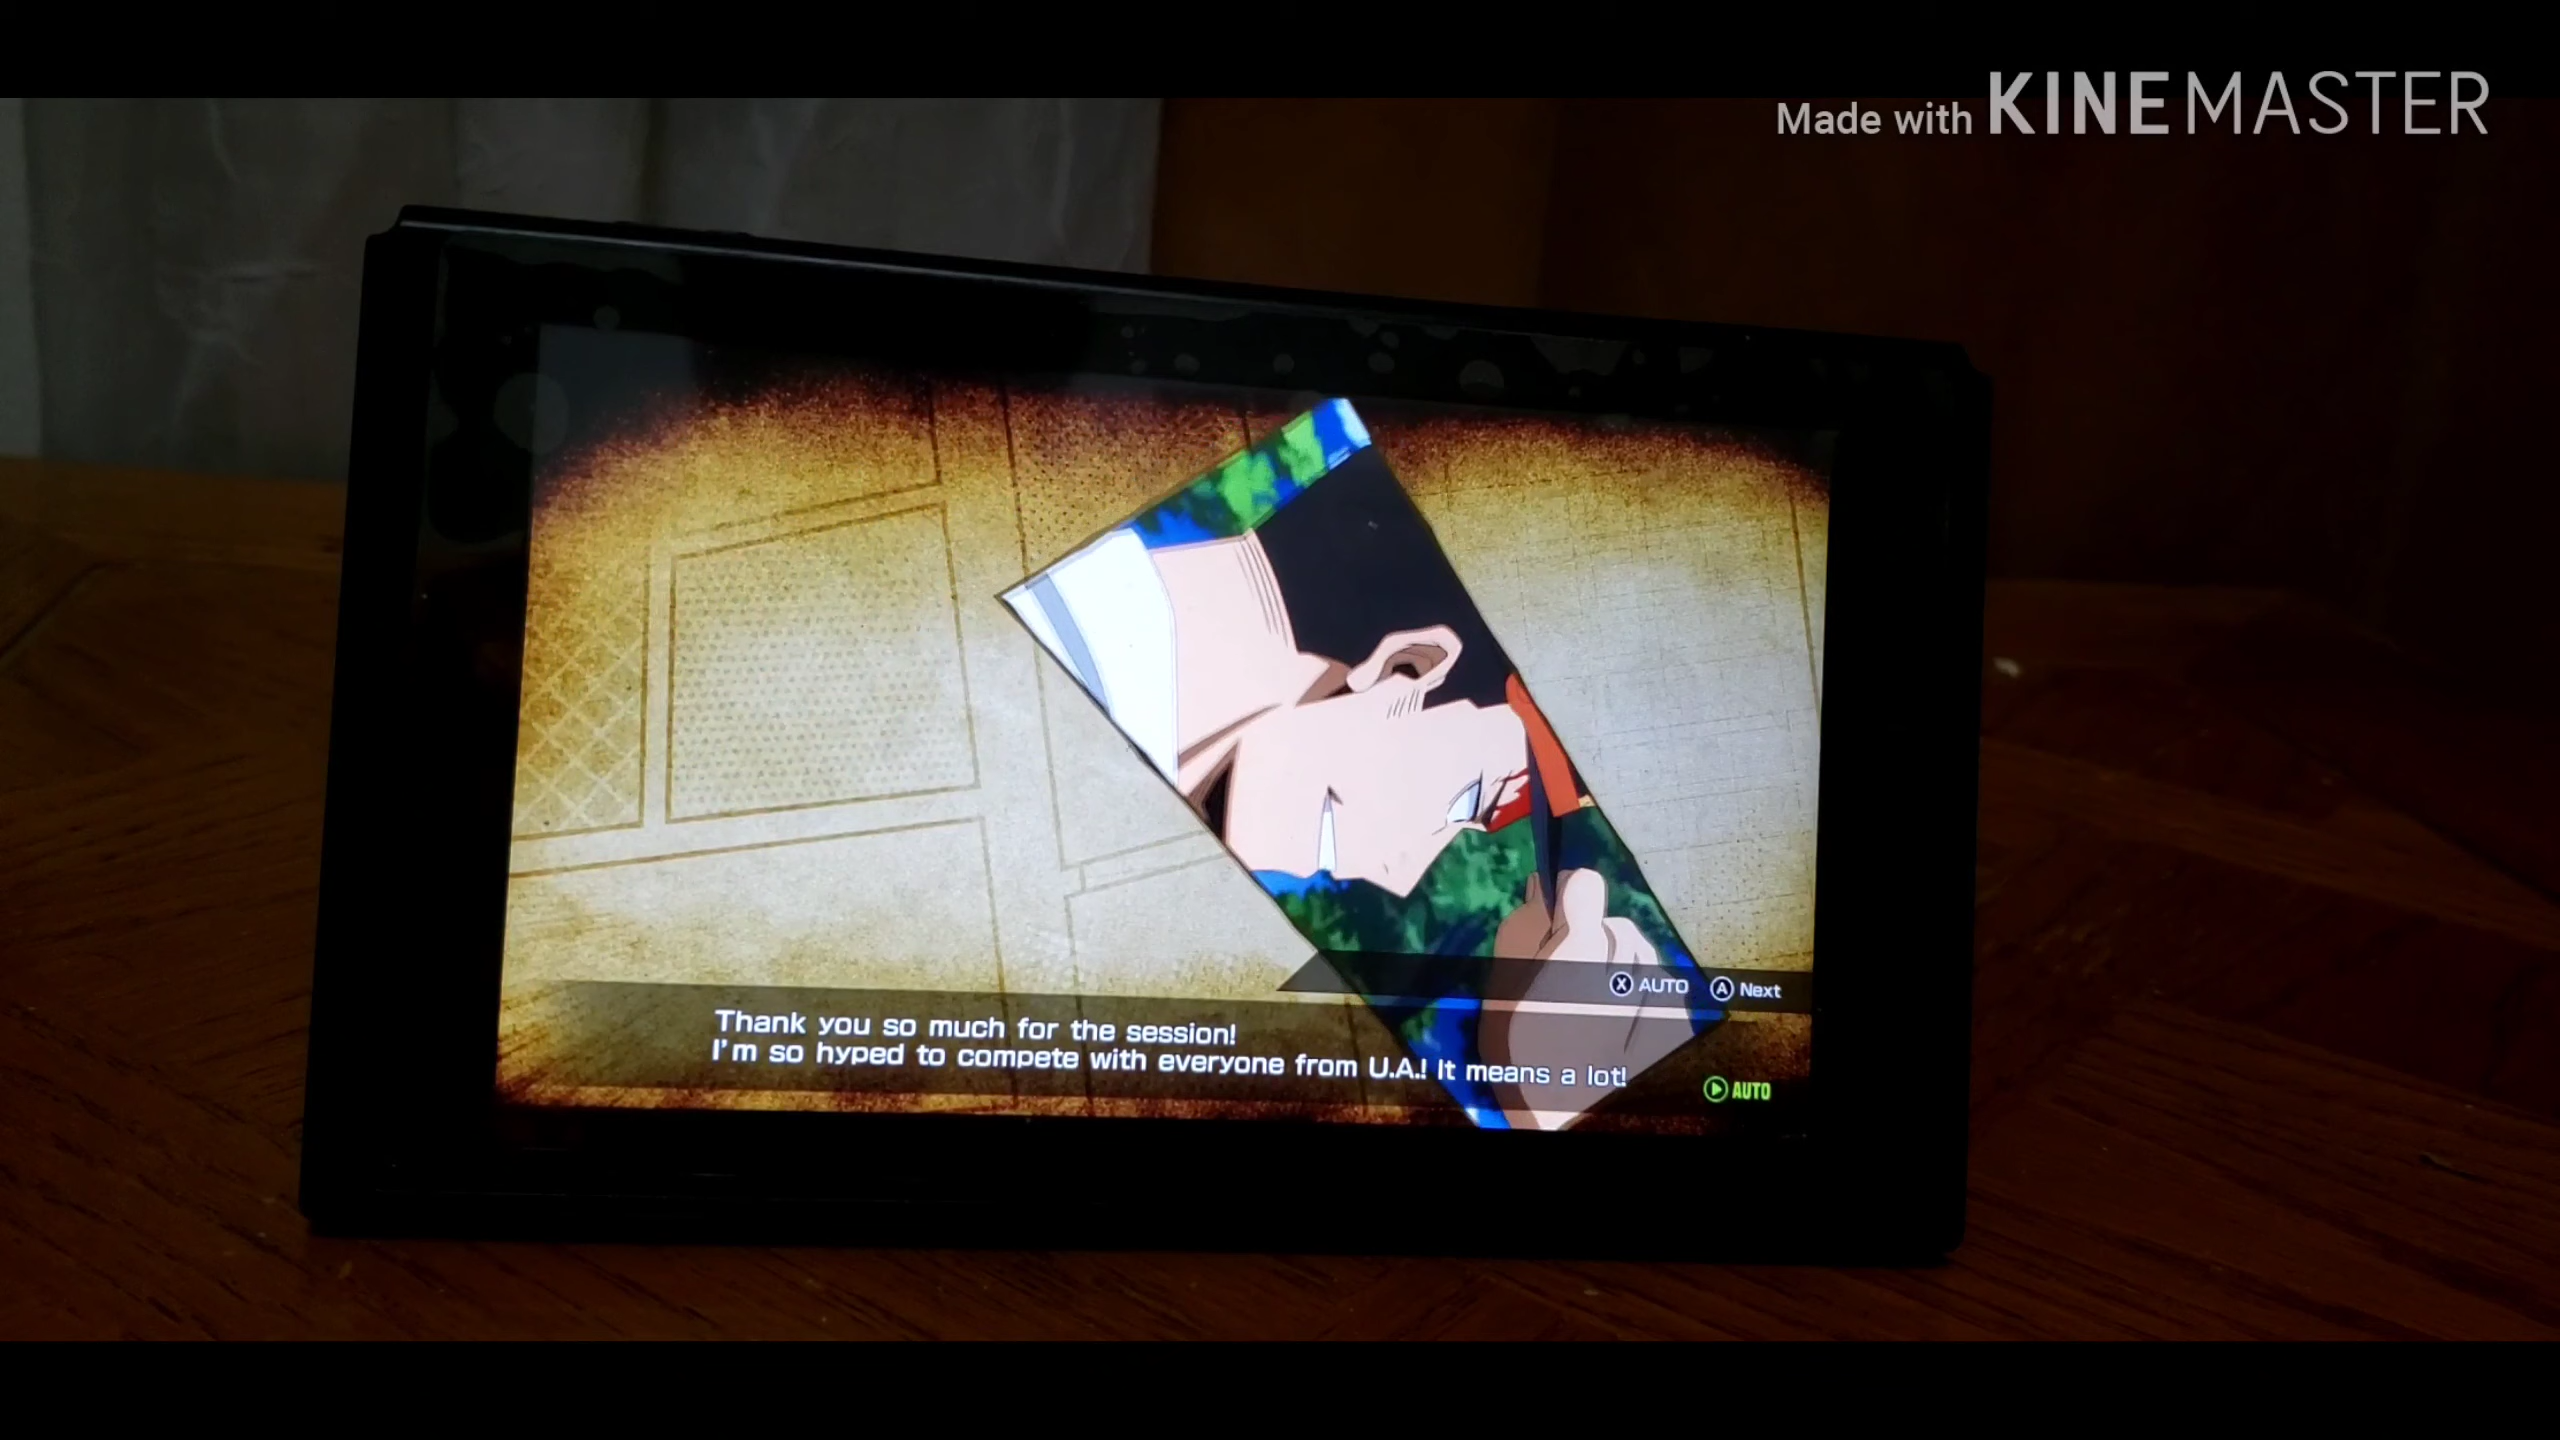 Made with KINEMASTER
X AUTO A Next
Thank you so much for the session!
I'm so hyped to compete with everyone from U.A.! It means a lot!
AUTO